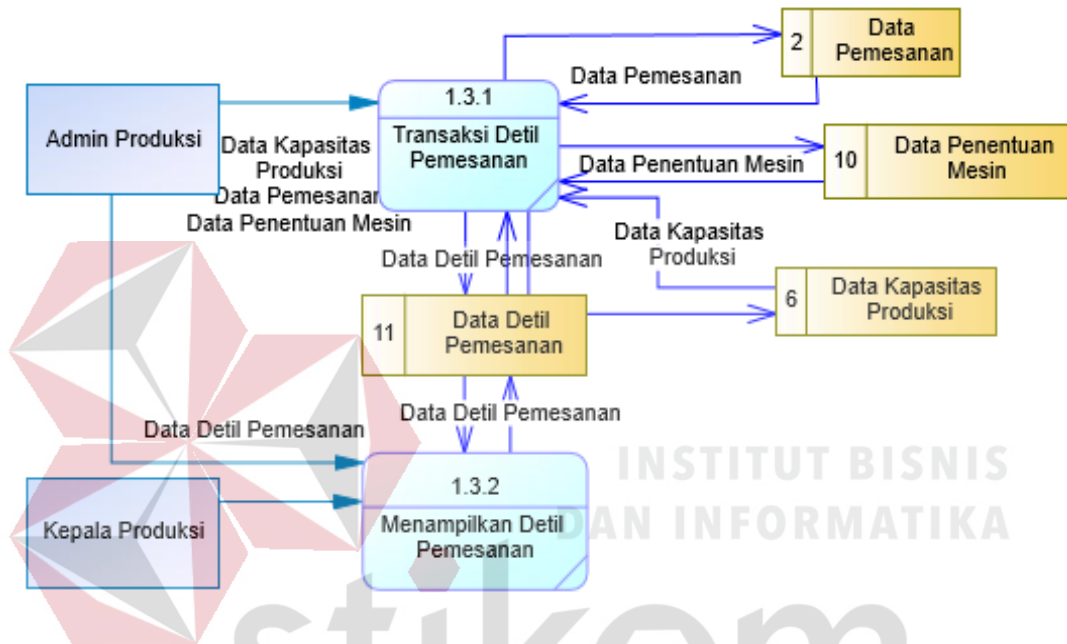 2
Data
Pemesanan
Data Pemesanan
1.3.1
Transaksi Detil
Pemesanan
Admin Produksi
Data Kapasitas
Produksi
Data Pemesanan
Data Penentuan Mesin
Data Penentuan Mesin
10
Data Penentuan
Mesin
Data Kapasitas
Produksi
Data Detil Pemesanan
6
Data Kapasitas
Produksi
11
Data Detil
Pemesanan
Data Detil Pemesanan
Data Detil Pemesanan
1.3.2
Menampilkan Detil
Pemesanan
Kepala Produksi
INSTITUT BISNIS
DAN INFORMATIKA
stikom